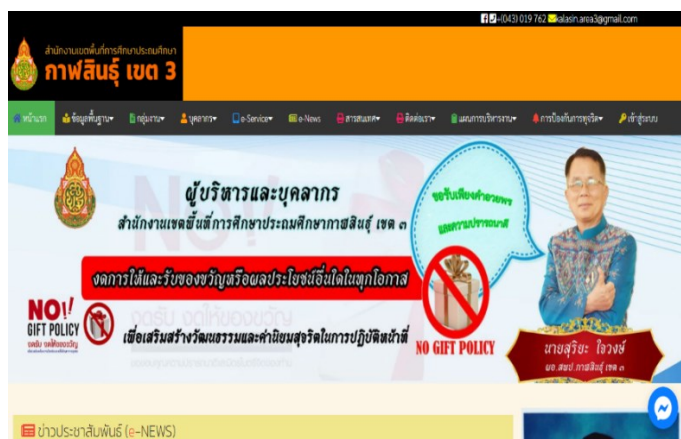 +(043) 019 762 kalasin.area3@gmail.com
สำนักงานเขตพื้นที่การศึกษาประถมศึกษา
กาฬสินธุ์ เขต 3
หน้าแรก ข้อมูลพื้นฐาน กลุ่มงาน บุคลากร e-Service e-News สารสนเทศ ติดต่อเรา แผนการบริหารงาน การป้องกันการทุจริต เข้าสู่ระบบ
ผู้บริหารและบุคลากร
สำนักงานเขตพื้นที่การศึกษาประถมศึกษากาฬสินธุ์ เขต ๓
ขอรับเพียงคำอวยพร
และความปรารถนาดี
งดการให้และรับของขวัญหรือผลประโยชน์อื่นใดในทุกโอกาส
NO!!
GIFT POLICY
งดรับ งดให้ของขวัญ
เพื่อเสริมสร้างวัฒนธรรมและค่านิยมสุจริตในการปฏิบัติหน้าที่
NO GIFT POLICY
นายสุริยะ ใจวงษ์
ผอ.สพป.กาฬสินธุ์ เขต ๓
ข่าวประชาสัมพันธ์ (e-NEWS)